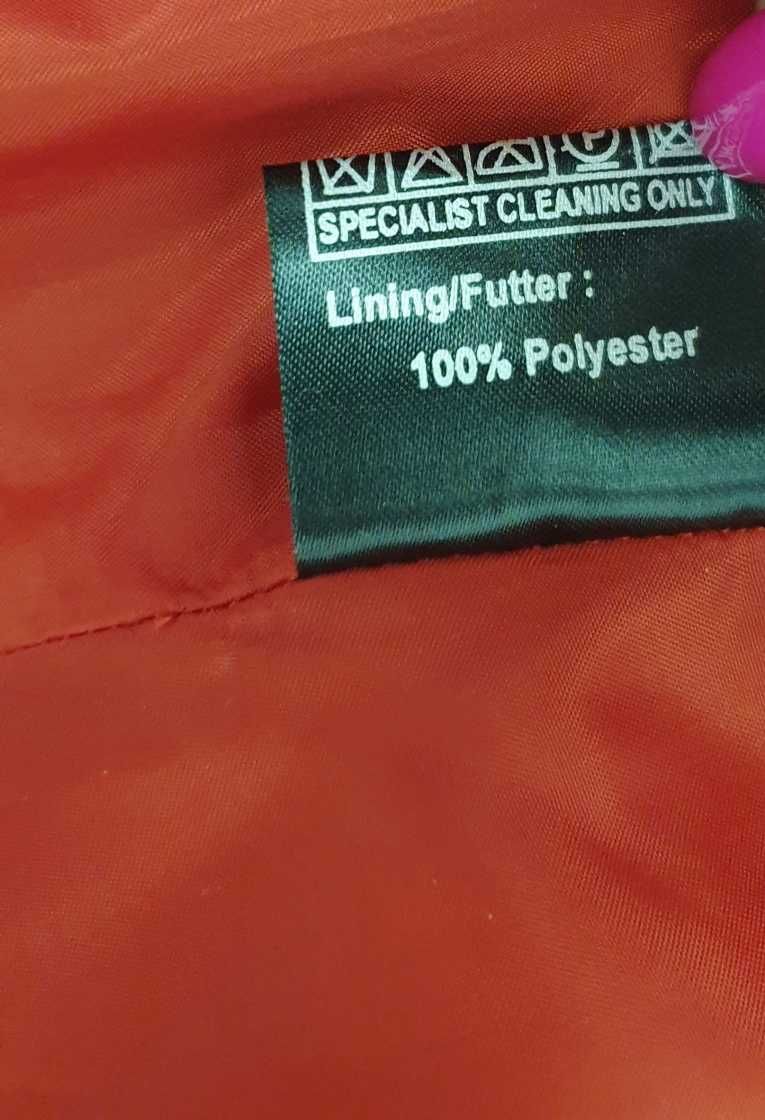 P
SPECIALIST CLEANING ONLY
Lining/Futter :
100% Polyester